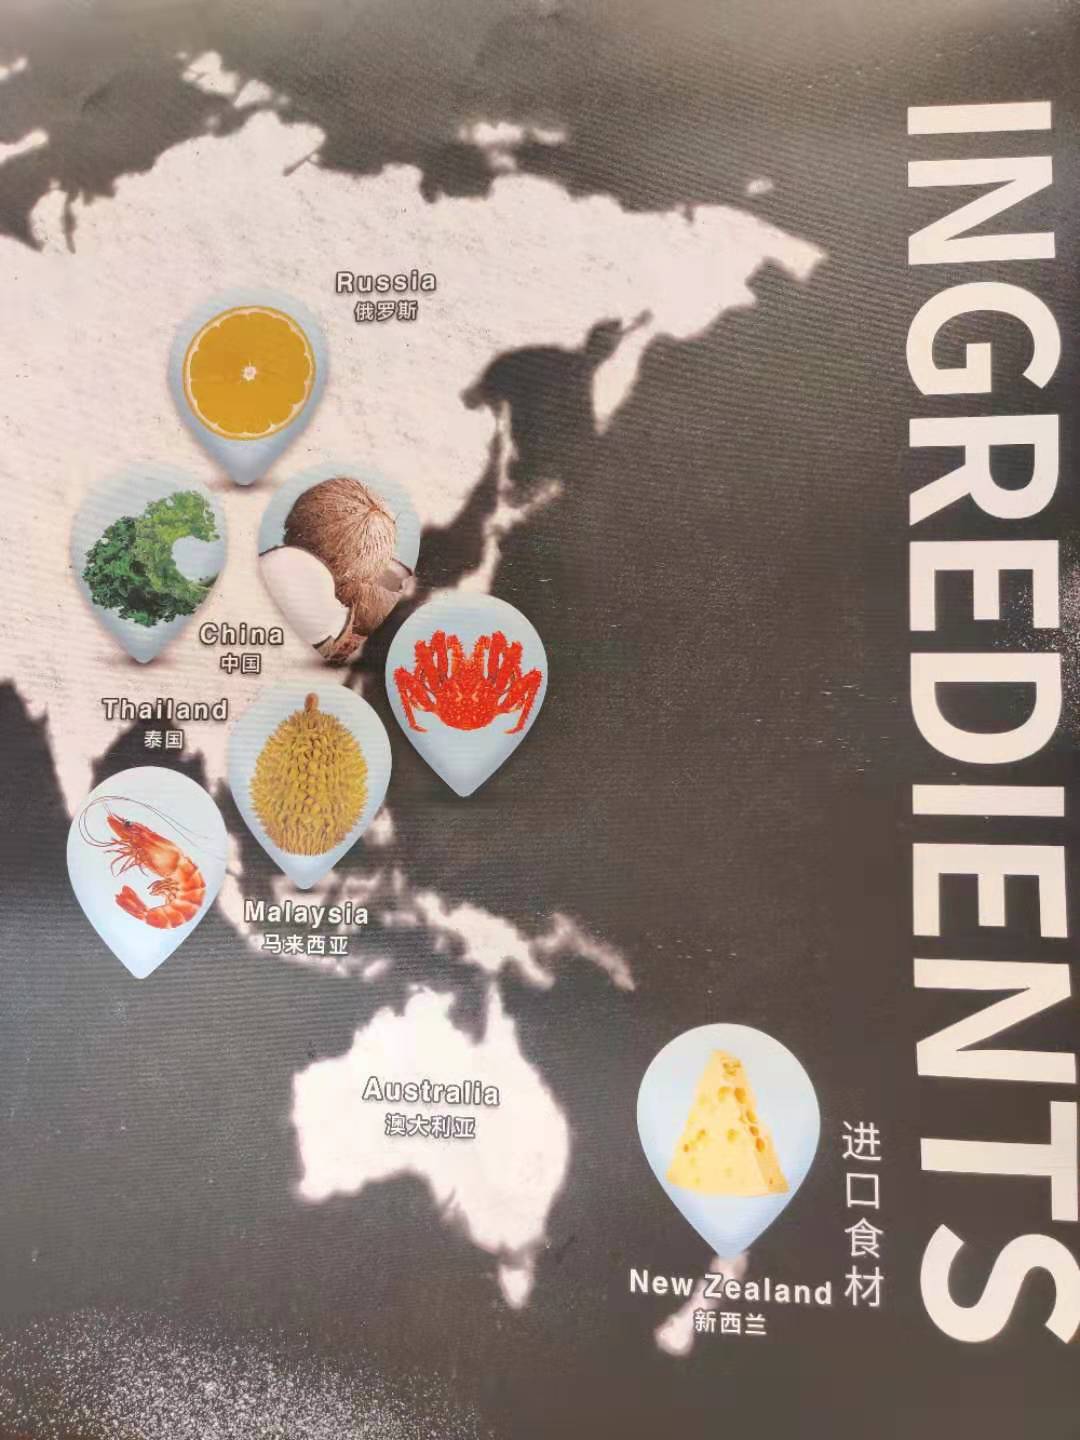 INGREDIENTS
进口食材
Russia
俄罗斯
China
中国
Thailand
泰国
Malaysia
马来西亚
Australia
澳大利亚
New Zealand
新西兰